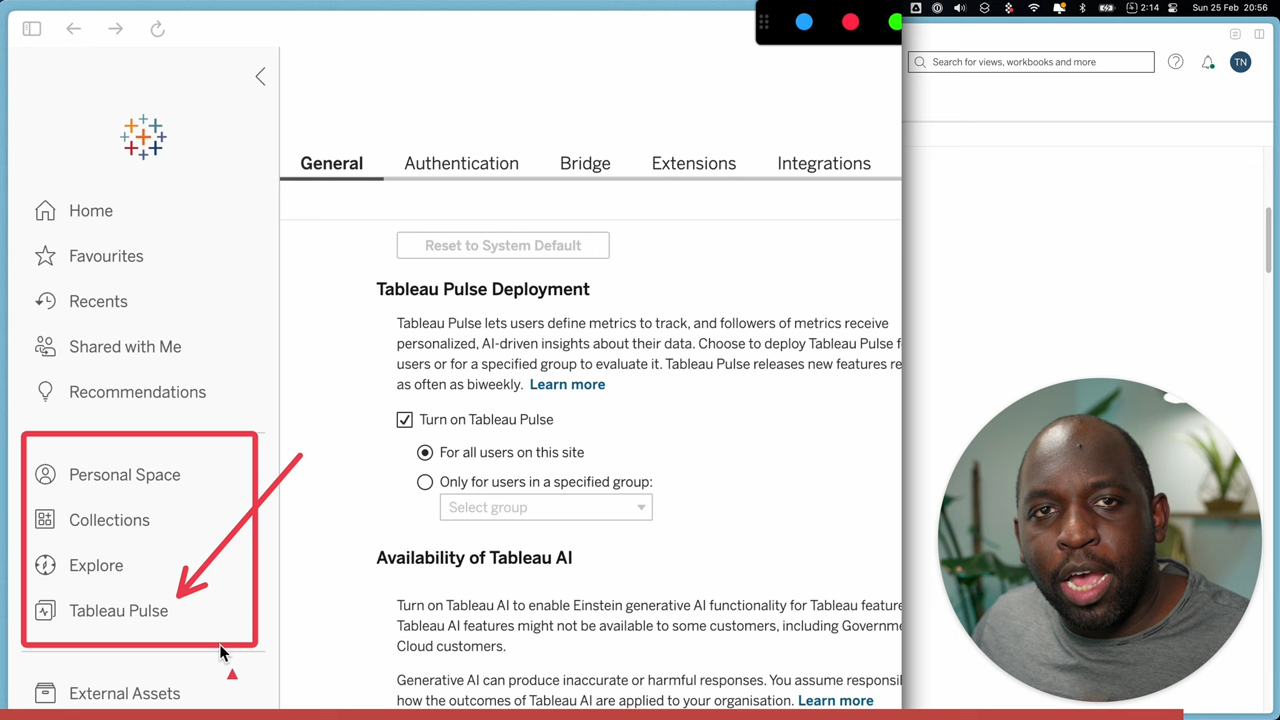 2:14
Sun 25 Feb 20:56
Search for views, workbooks and more
TN
General
Authentication
Bridge
Extensions
Integrations
Home
Favourites
Recents
Shared with Me
Recommendations
Personal Space
Collections
Explore
Tableau Pulse
External Assets
Reset to System Default
Tableau Pulse Deployment
Tableau Pulse lets users define metrics to track, and followers of metrics receive
personalized, AI-driven insights about their data. Choose to deploy Tableau Pulse f
users or for a specified group to evaluate it. Tableau Pulse releases new features re
as often as biweekly. Learn more
Turn on Tableau Pulse
For all users on this site
Only for users in a specified group:
Select group
Availability of Tableau AI
Turn on Tableau AI to enable Einstein generative AI functionality for Tableau feature
Tableau AI features might not be available to some customers, including Governme
Cloud customers.
Generative AI can produce inaccurate or harmful responses. You assume responsi
how the outcomes of Tableau AI are applied to your organisation. Learn more